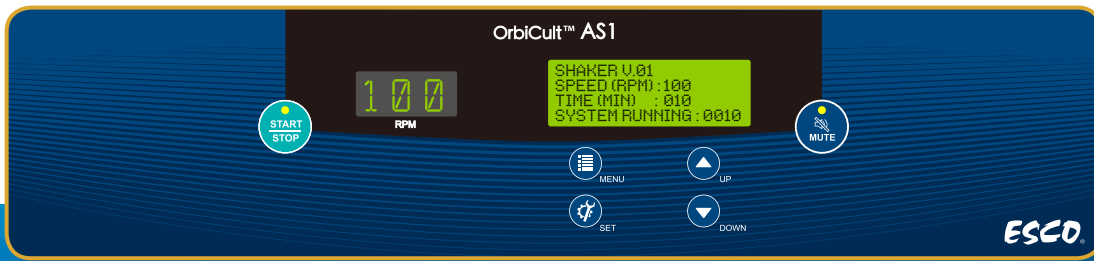 OrbiCult™ AS1
100
RPM
SHAKER V.01
SPEED (RPM) : 100
TIME (MIN) : 010
SYSTEM RUNNING : 0010
START
STOP
MUTE
MENU
UP
SET
DOWN
ESCO®